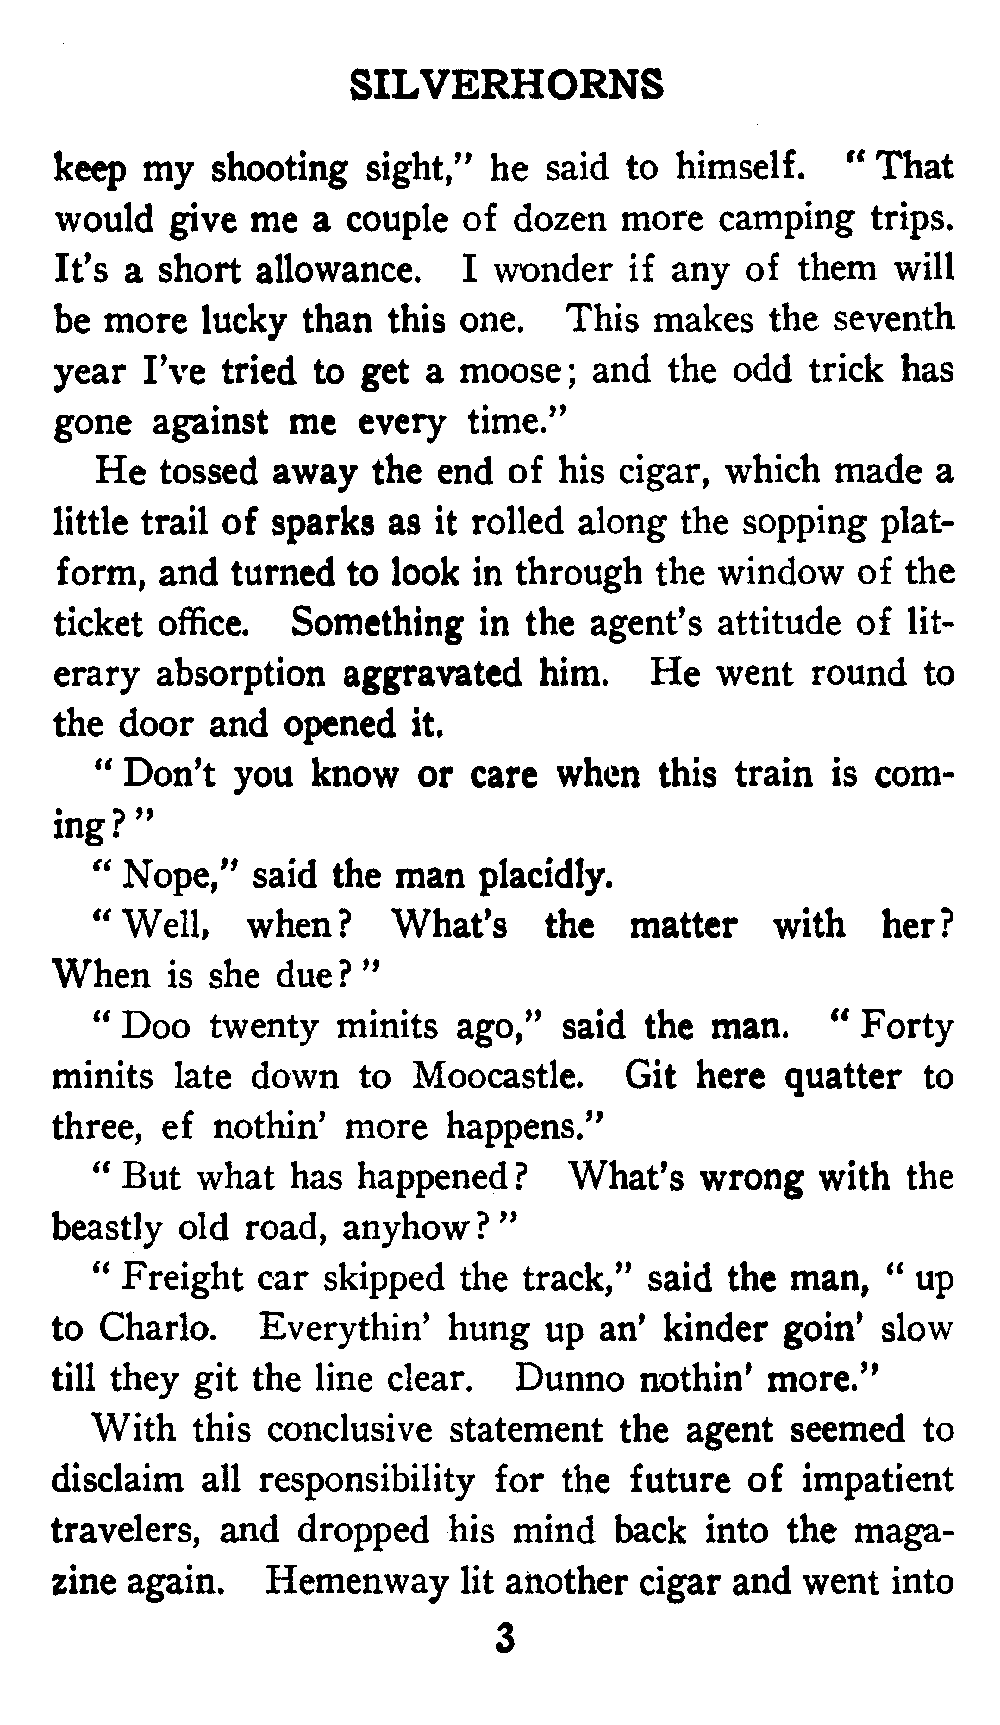 SILVERHORNS
keep my shooting sight," he said to himself. " That
would give me a couple of dozen more camping trips.
It's a short allowance. I wonder if any of them will
be more lucky than this one. This makes the seventh
year I've tried to get a moose; and the odd trick has
gone against me every time."
He tossed away the end of his cigar, which made a
little trail of sparks as it rolled along the sopping plat-
form, and turned to look in through the window of the
ticket office. Something in the agent's attitude of lit-
erary absorption aggravated him. He went round to
the door and opened it.
" Don't you know or care when this train is com-
ing? "
" Nope," said the man placidly.
" Well, when? What's the matter with her?
When is she due? "
" Doo twenty minits ago," said the man. " Forty
minits late down to Moocastle. Git here quatter to
three, ef nothin' more happens."
" But what has happened? What's wrong with the
beastly old road, anyhow? "
" Freight car skipped the track," said the man, " up
to Charlo. Everythin' hung up an' kinder goin' slow
till they git the line clear. Dunno nothin' more."
With this conclusive statement the agent seemed to
disclaim all responsibility for the future of impatient
travelers, and dropped his mind back into the maga-
zine again. Hemenway lit another cigar and went into
3